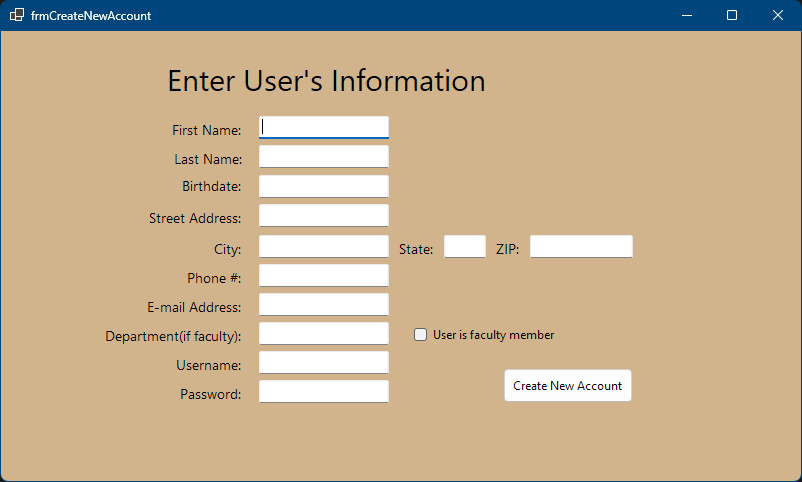 frmCreateNewAccount
Enter User's Information
First Name:
Last Name:
Birthdate:
Street Address:
City: State: ZIP:
Phone #:
E-mail Address:
Department(if faculty): User is faculty member
Username:
Password: Create New Account